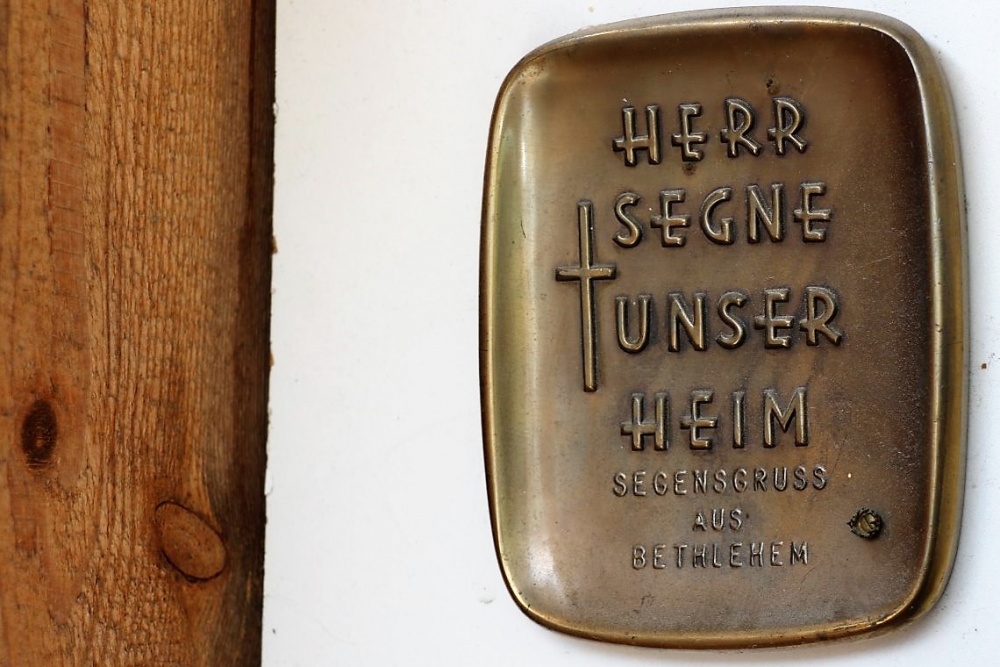 HERR
SEGNE
UNSER
HEIM
SEGENSGRUSS
AUS
BETHLEHEM